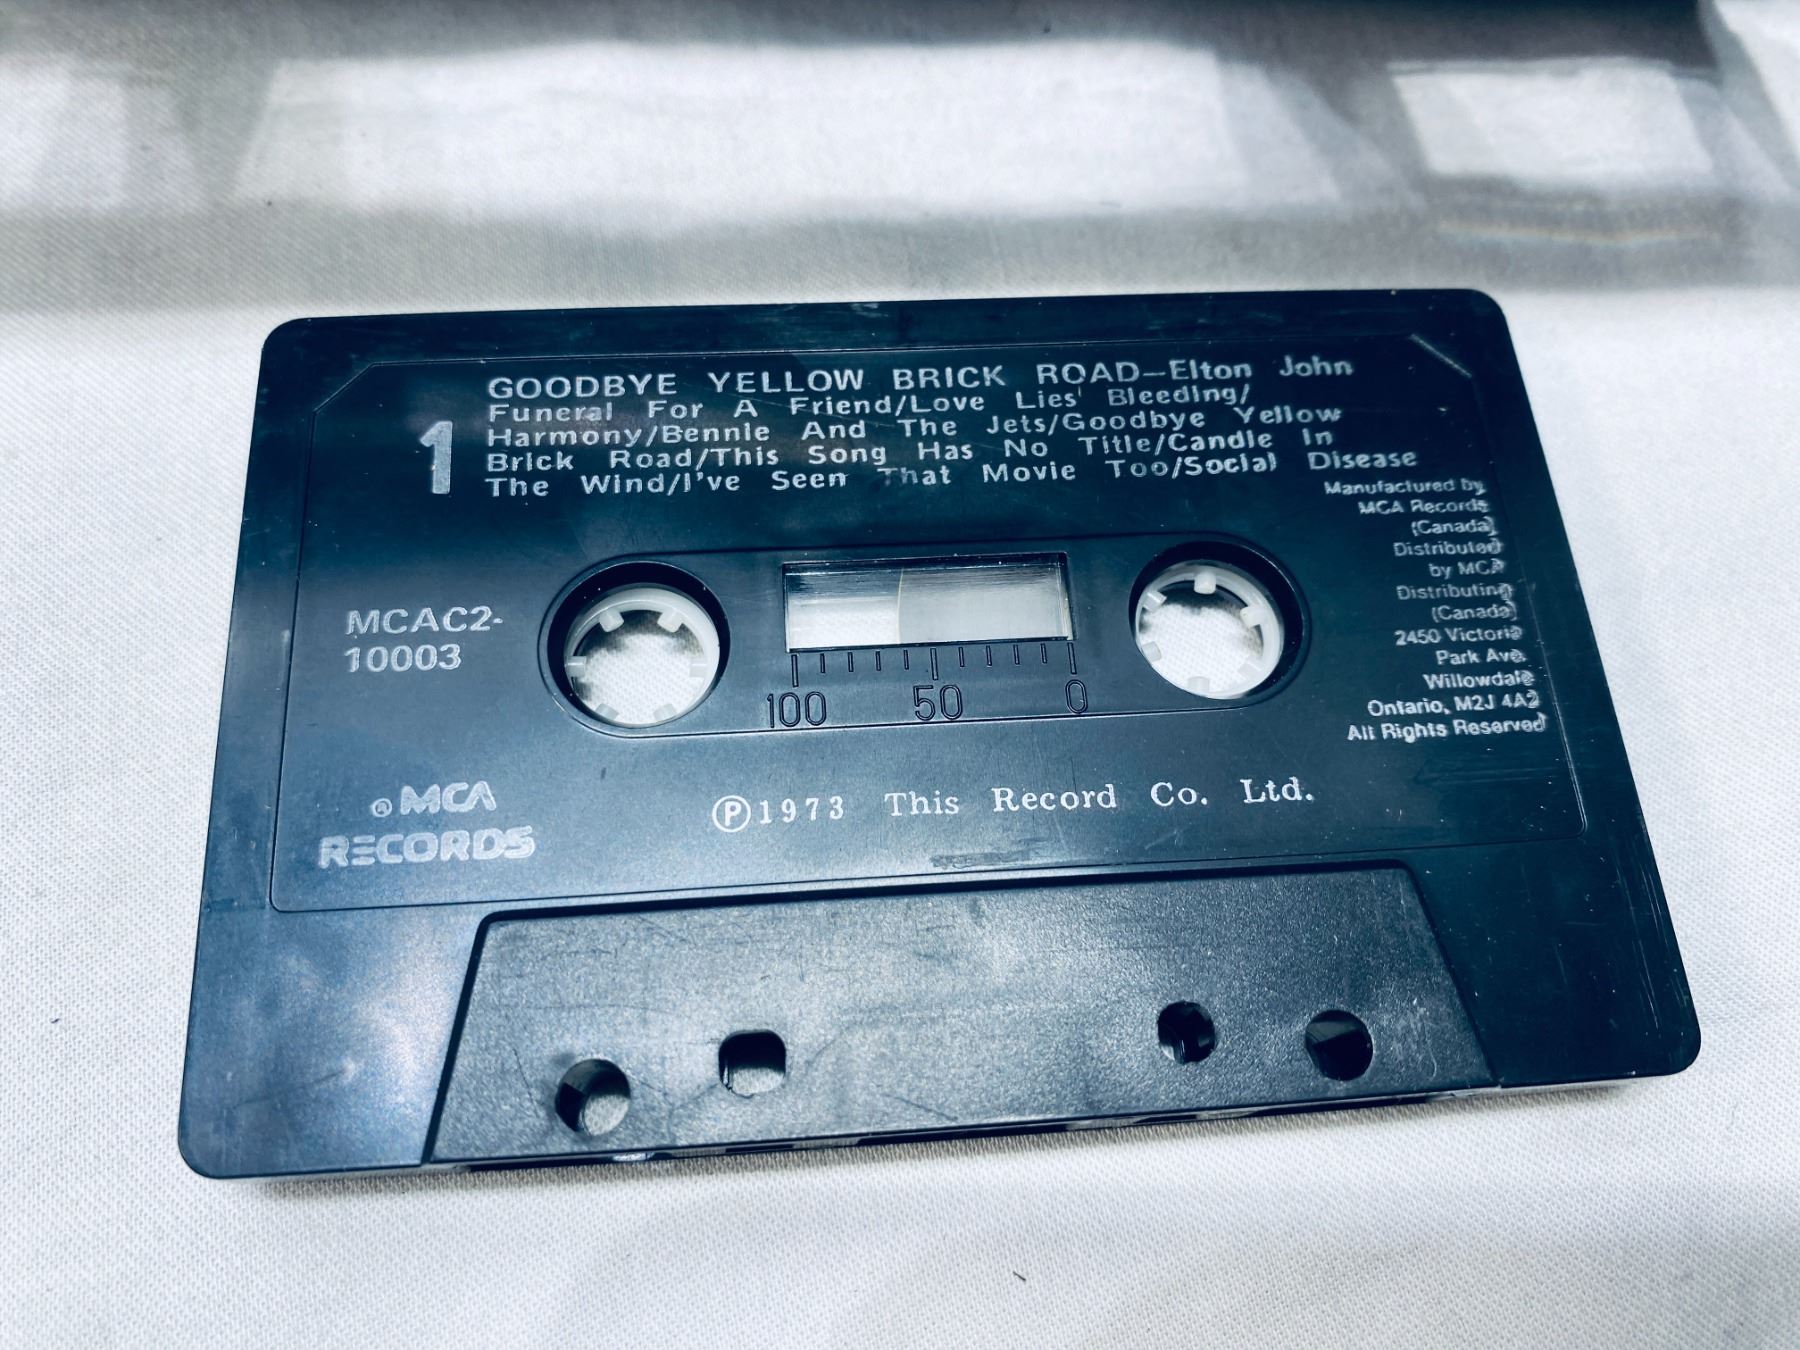 1
GOODBYE YELLOW BRICK ROAD—Elton John
Funeral For A Friend/Love Lies Bleeding/
Harmony/Bennie And The Jets/Goodbye Yellow
Brick Road/This Song Has No Title/Candle In
The Wind/I've Seen That Movie Too/Social Disease
Manufactured by
MCA Records
(Canada)
Distributed
by MCA
Distributing
(Canada)
2450 Victoria
Park Ave.
Willowdale
Ontario, M2J 4A2
All Rights Reserved
MCAC2-
10003
100 50 0
® MCA
RECORDS
Ⓟ1973 This Record Co. Ltd.